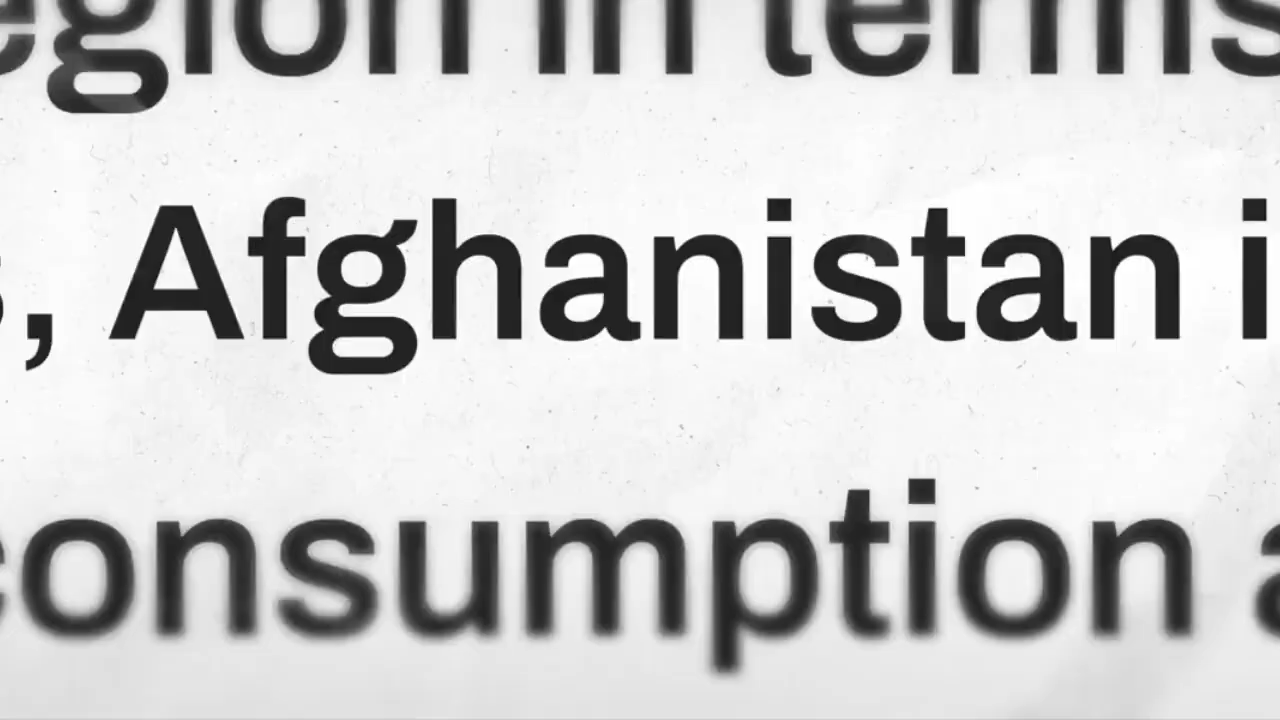 egion in terms
, Afghanistan i
consumption a